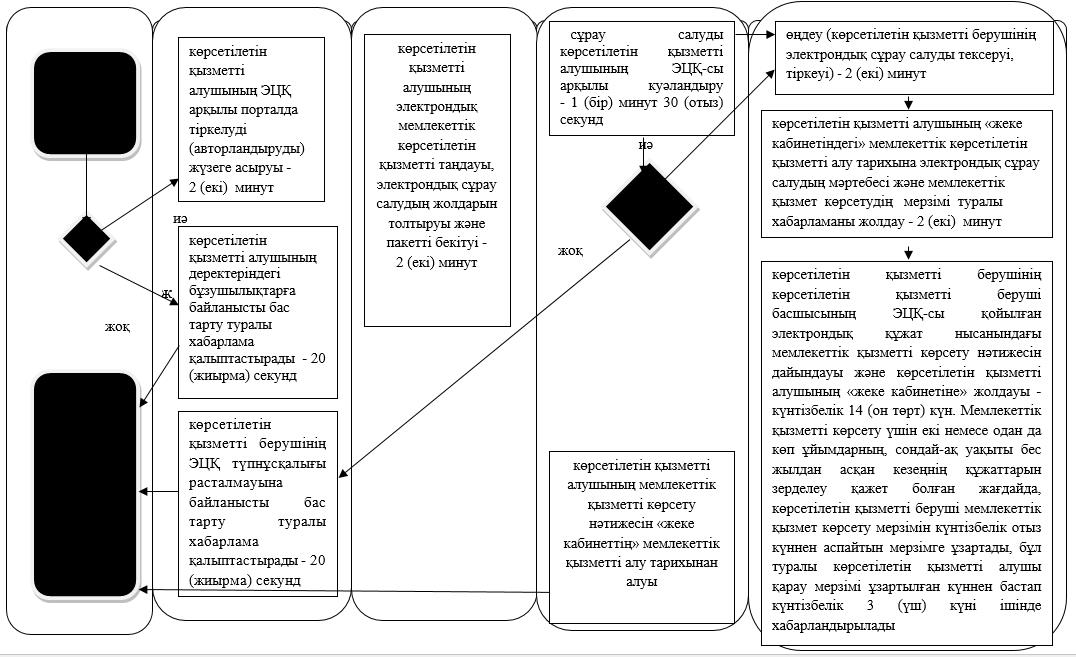 көрсетілетін
қызметті
алушының ЭЦҚ
арқылы порталда
тіркелуді
(авторландыруды)
жүзеге асыруы -
2 (екі) минут
иә
көрсетілетін
қызметті алушының
деректеріндегі
бұзушылықтарға
байланысты бас
тарту туралы
хабарлама
қалыптастырады - 20
(жиырма) секунд
Ж
жоқ
көрсетілетін
қызметті берушінің
ЭЦҚ түпнұсқалығы
расталмауына
байланысты бас
тарту туралы
хабарлама
қалыптастырады - 20
(жиырма) секунд
көрсетілетін
қызметті
алушының
электрондық
мемлекеттік
көрсетілетін
қызметті таңдауы,
электрондық сұрау
салудың жолдарын
толтыруы және
пакетті бекітуі -
2 (екі) минут
сұрау салуды
көрсетілетін қызметті
алушының ЭЦҚ-сы
арқылы куәландыру
- 1 (бір) минут 30 (отыз)
секунд
иә
жоқ
көрсетілетін қызметті
алушының мемлекеттік
қызметті көрсету
нәтижесін «жеке
кабинеттің» мемлекеттік
қызметті алу тарихынан
алуы
өңдеу (көрсетілетін қызметті берушінің
электрондық сұрау салуды тексеруі,
тіркеуі) - 2 (екі) минут
көрсетілетін қызметті алушының «жеке
кабинетіндегі» мемлекеттік көрсетілетін
қызметті алу тарихына электрондық сұрау
салудың мәртебесі және мемлекеттік
қызмет көрсетудің мерзімі туралы
хабарламаны жолдау - 2 (екі) минут
көрсетілетін қызметті берушінің
көрсетілетін қызметті беруші
басшысының ЭЦҚ-сы қойылған
электрондық құжат нысанындағы
мемлекеттік қызметті көрсету нәтижесін
дайындауы және көрсетілетін қызметті
алушының «жеке кабинетіне» жолдауы -
күнтізбелік 14 (он төрт) күн. Мемлекеттік
қызметті көрсету үшін екі немесе одан да
көп ұйымдарның, сондай-ақ уақыты бес
жылдан асқан кезеңнің құжаттарын
зерделеу қажет болған жағдайда,
көрсетілетін қызметті беруші мемлекеттік
қызмет көрсету мерзімін күнтізбелік отыз
күннен аспайтын мерзімге ұзартады, бұл
туралы көрсетілетін қызметті алушы
қарау мерзімі ұзартылған күннен бастап
күнтізбелік 3 (үш) күні ішінде
хабарландырылады